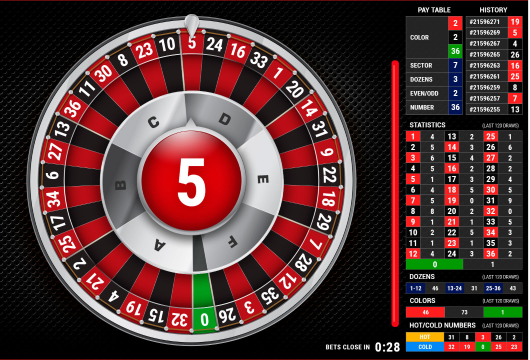 5 24 16 33 1 20 14 31 9 22 18 29 7 28 12 35 3 26 0 32 15 19 4 21 2 25 17 34 6 27 13 36 11 30 8 23 10
A B C D E F
5
PAY TABLE
COLOR 2
2
36
SECTOR 7
DOZENS 3
EVEN/ODD 2
NUMBER 36
HISTORY
#21596271 19
#21596269 5
#21596267 4
#21596265 26
#21596263 16
#21596261 25
#21596259 8
#21596257 7
#21596255 13
STATISTICS (LAST 120 DRAWS)
1 4 13 2 25 1
2 5 14 3 26 6
3 6 15 4 27 2
4 5 16 4 28 2
5 1 17 3 29 4
6 18 5 30 5
7 5 19 0 31 9
8 8 20 2 32 0
9 1 21 1 33 5
10 2 22 5 34 3
11 1 23 1 35 3
12 4 24 3 36 2
0 1
DOZENS (LAST 120 DRAWS)
1-12 46 13-24 31 25-36 43
COLORS (LAST 120 DRAWS)
46 73 1
HOT/COLD NUMBERS (LAST 120 DRAWS)
HOT 31 8 3 26 2
COLD 32 19 0 25 23
BETS CLOSE IN 0:28